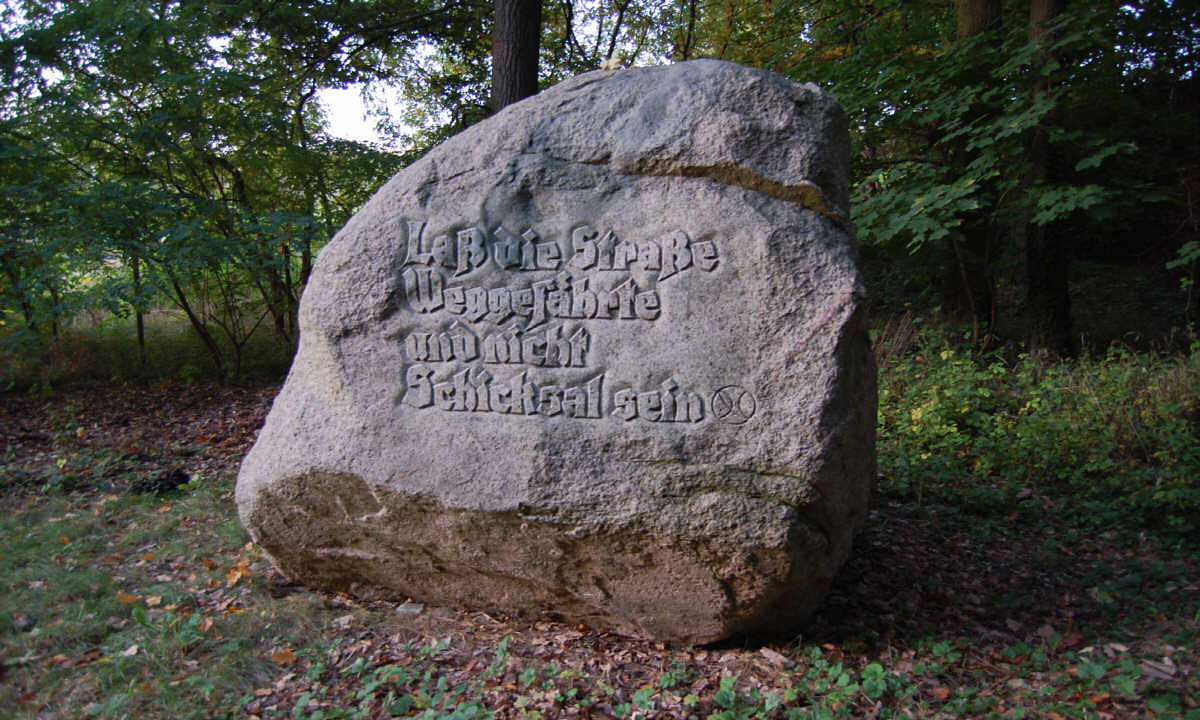 Laß die Straße
Weggefährte
und nicht
Schicksal sein